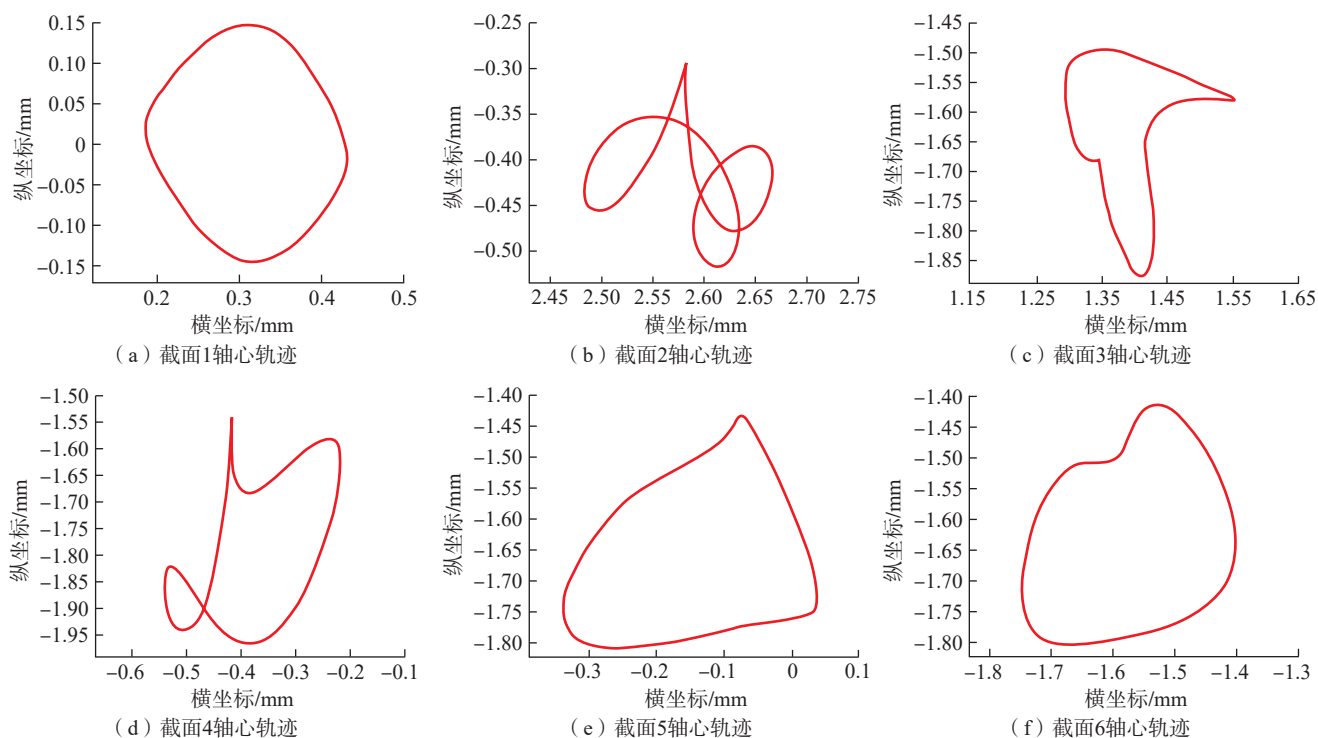 0.15
0.10
0.05
0
−0.05
−0.10
−0.15
纵坐标/mm
0.2 0.3 0.4 0.5
横坐标/mm
（a）截面1轴心轨迹
−0.25
−0.30
−0.35
−0.40
−0.45
−0.50
纵坐标/mm
2.45 2.50 2.55 2.60 2.65 2.70 2.75
横坐标/mm
（b）截面2轴心轨迹
−1.45
−1.50
−1.55
−1.60
−1.65
−1.70
−1.75
−1.80
−1.85
纵坐标/mm
1.15 1.25 1.35 1.45 1.55 1.65
横坐标/mm
（c）截面3轴心轨迹
−1.50
−1.55
−1.60
−1.65
−1.70
−1.75
−1.80
−1.85
−1.90
−1.95
纵坐标/mm
−0.6 −0.5 −0.4 −0.3 −0.2 −0.1
横坐标/mm
（d）截面4轴心轨迹
−1.40
−1.45
−1.50
−1.55
−1.60
−1.65
−1.70
−1.75
−1.80
纵坐标/mm
−0.3 −0.2 −0.1 0 0.1
横坐标/mm
（e）截面5轴心轨迹
−1.40
−1.45
−1.50
−1.55
−1.60
−1.65
−1.70
−1.75
−1.80
纵坐标/mm
−1.8 −1.7 −1.6 −1.5 −1.4 −1.3
横坐标/mm
（f）截面6轴心轨迹